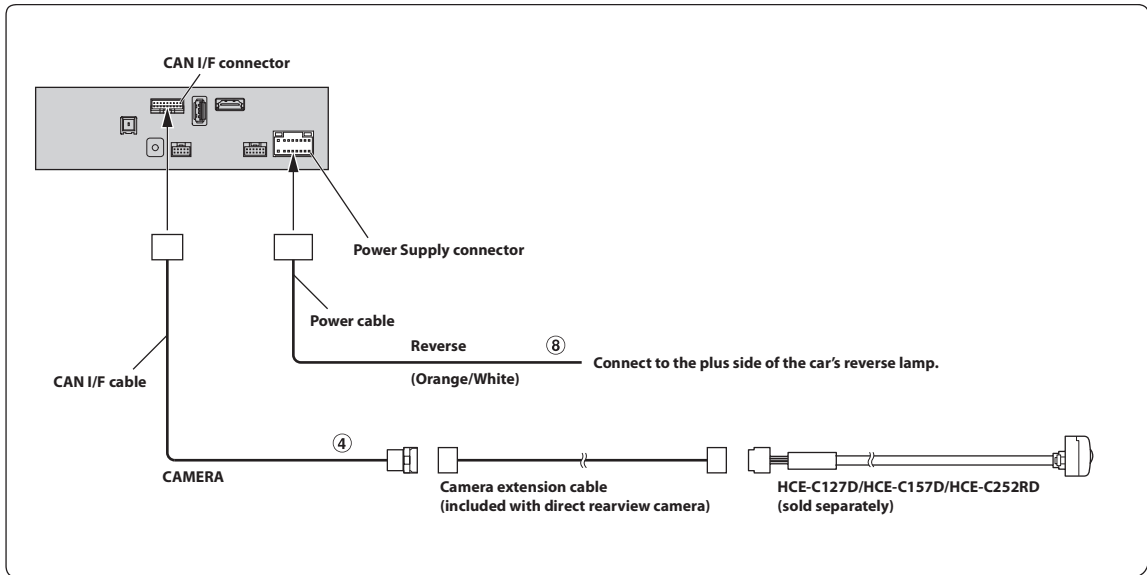 CAN I/F connector
Power Supply connector
Power cable
Reverse
⑧
Connect to the plus side of the car’s reverse lamp.
(Orange/White)
CAN I/F cable
④
CAMERA
Camera extension cable
(included with direct rearview camera)
HCE-C127D/HCE-C157D/HCE-C252RD
(sold separately)